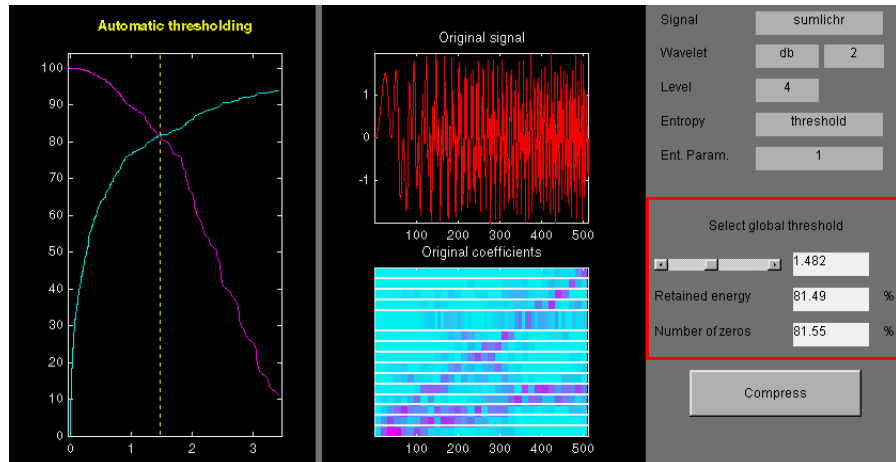 Automatic thresholding
100
90
80
70
60
50
40
30
20
10
0
0 1 2 3
Original signal
1
0
-1
100 200 300 400 500
Original coefficients
100 200 300 400 500
Signal sumlichr
Wavelet db 2
Level 4
Entropy threshold
Ent. Param. 1
Select global threshold
1.482
Retained energy 81.49 %
Number of zeros 81.55 %
Compress